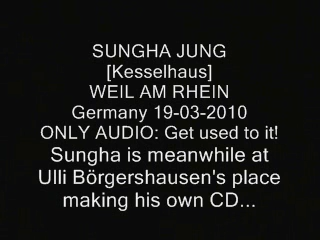 SUNGHA JUNG
[Kesselhaus]
WEIL AM RHEIN
Germany 19-03-2010
ONLY AUDIO: Get used to it!
Sungha is meanwhile at
Ulli Börgershausen's place
making his own CD...